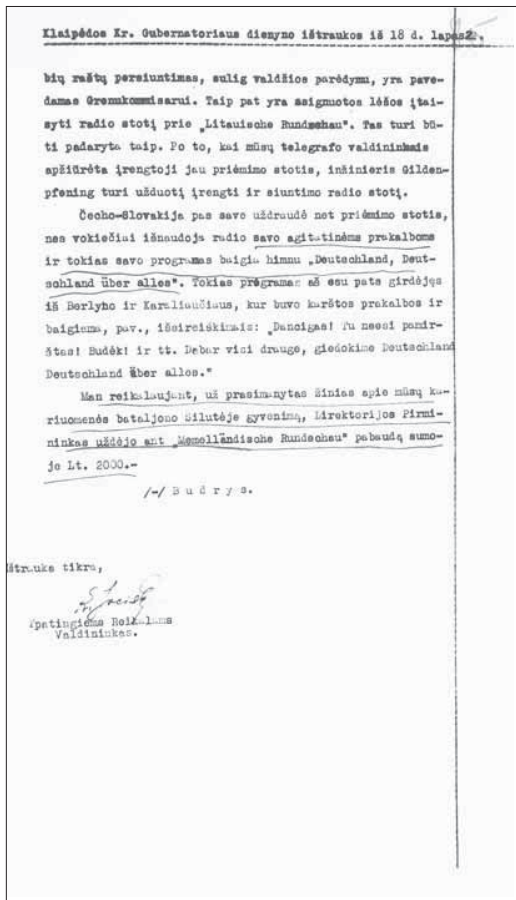 Klaipėdos Kr. Gubernatoriaus dienyno ištraukos iš 18 d. lapas 2.
bių raštų persiuntimas, sulig valdžios parėdymu, yra pave-
damas Grenzkommisarui. Taip pat yra asignuotos lėšos įtai-
syti radio stotį prie „Litauische Rundschau". Tas turi bū-
ti padaryta taip. Po to, kai mūsų telegrafo valdininkais
apžiūrėta įrengtoji jau priėmimo stotis, inžinieris Gilden-
pfening turi užduotį įrengti ir siuntimo radio stotį.
Čecho-Slovakija pas savo uždraudė net priėmimo stotis,
nes vokiečiai išnaudoja radio savo agitatinėms prakalboms
ir tokias savo programas baigia himnu „Deutschland, Deut-
schland über alles". Tokias programas aš esu pats girdėjęs
iš Berlyno ir Karaliaučiaus, kur buvo karštos prakalbos ir
baigiama, pav., išsireiškimais: „Dancigas! Tu neesi pamir-
štas! Budėk! ir tt. Dabar visi drauge, giedokime Deutschland
Deutschland über alles."
Man reikalaujant, už prasimanytas žinias apie mūsų ka-
riuomenės bataljono Šilutėje gyvenimą, Direktorijos Pirmi-
ninkas uždėjo ant „Memelländische Rundschau" pabaudą sumo-
je Lt. 2000.-
/-/ B u d r y s.
Ištrauka tikra,
Ypatingiems Reikalams
Valdininkas.